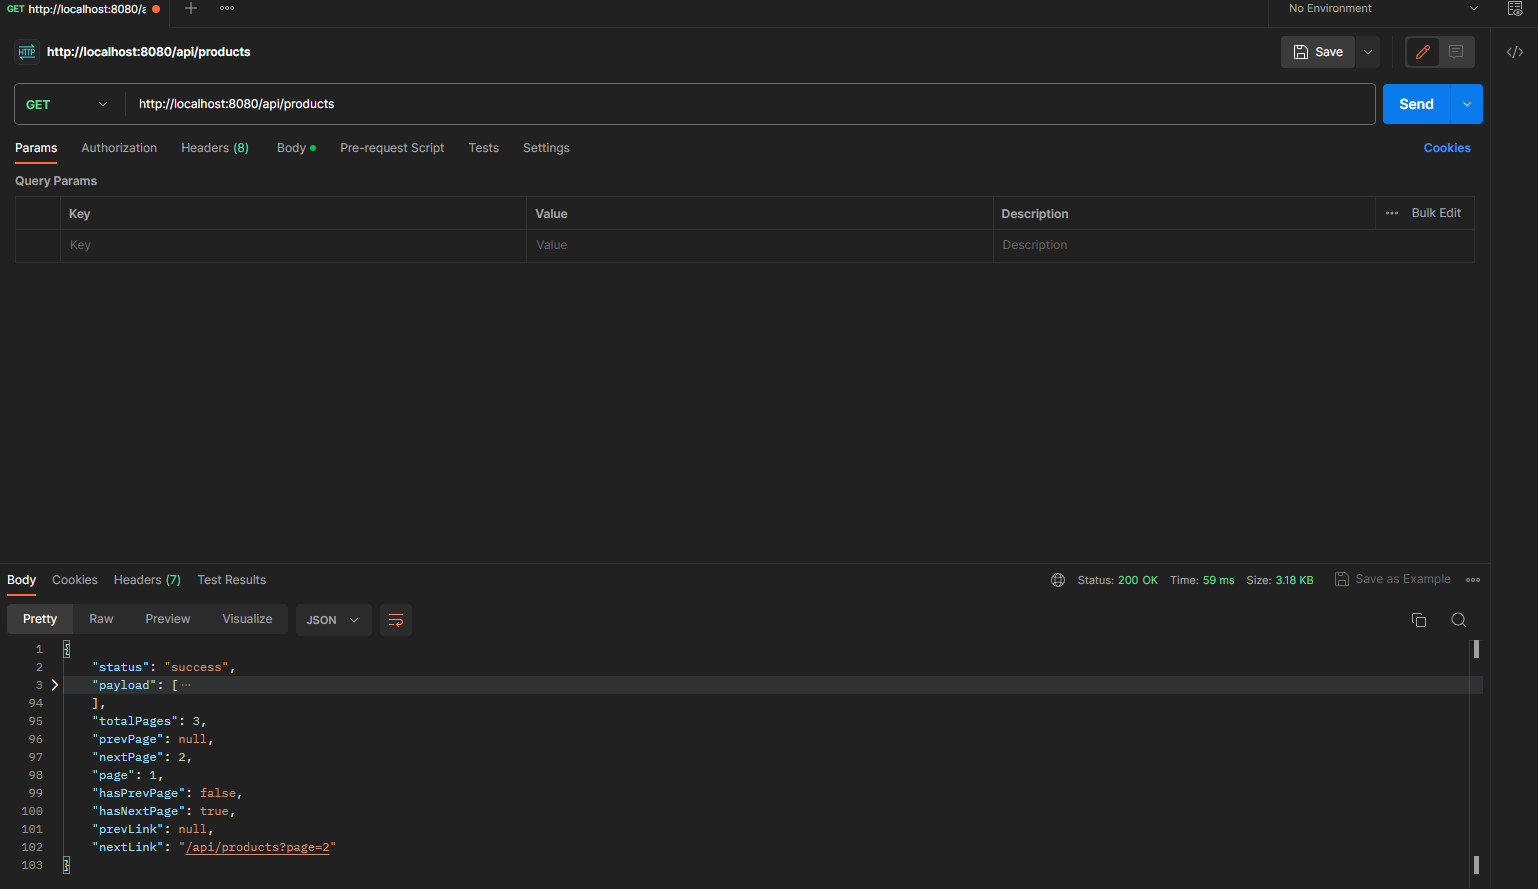 GET http://localhost:8080/a
No Environment
HTTP http://localhost:8080/api/products
Save
GET http://localhost:8080/api/products Send
Params Authorization Headers (8) Body Pre-request Script Tests Settings Cookies
Query Params
Key Value Description Bulk Edit
Key Value Description
Body Cookies Headers (7) Test Results Status: 200 OK Time: 59 ms Size: 3.18 KB Save as Example
Pretty Raw Preview Visualize JSON
1 {
2 "status": "success",
3 "payload": [ ···
94 ],
95 "totalPages": 3,
96 "prevPage": null,
97 "nextPage": 2,
98 "page": 1,
99 "hasPrevPage": false,
100 "hasNextPage": true,
101 "prevLink": null,
102 "nextLink": "/api/products?page=2"
103 }